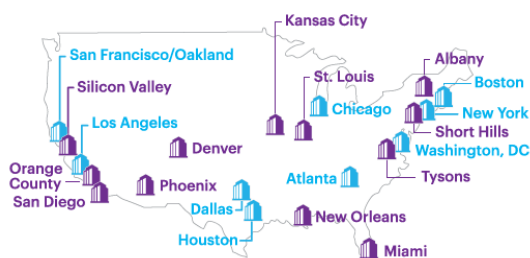 Kansas City
San Francisco/Oakland
Albany
St. Louis
Silicon Valley
Boston
Chicago
New York
Los Angeles
Short Hills
Denver
Washington, DC
Orange
County
Phoenix
Atlanta
Tysons
San Diego
Dallas
New Orleans
Houston
Miami